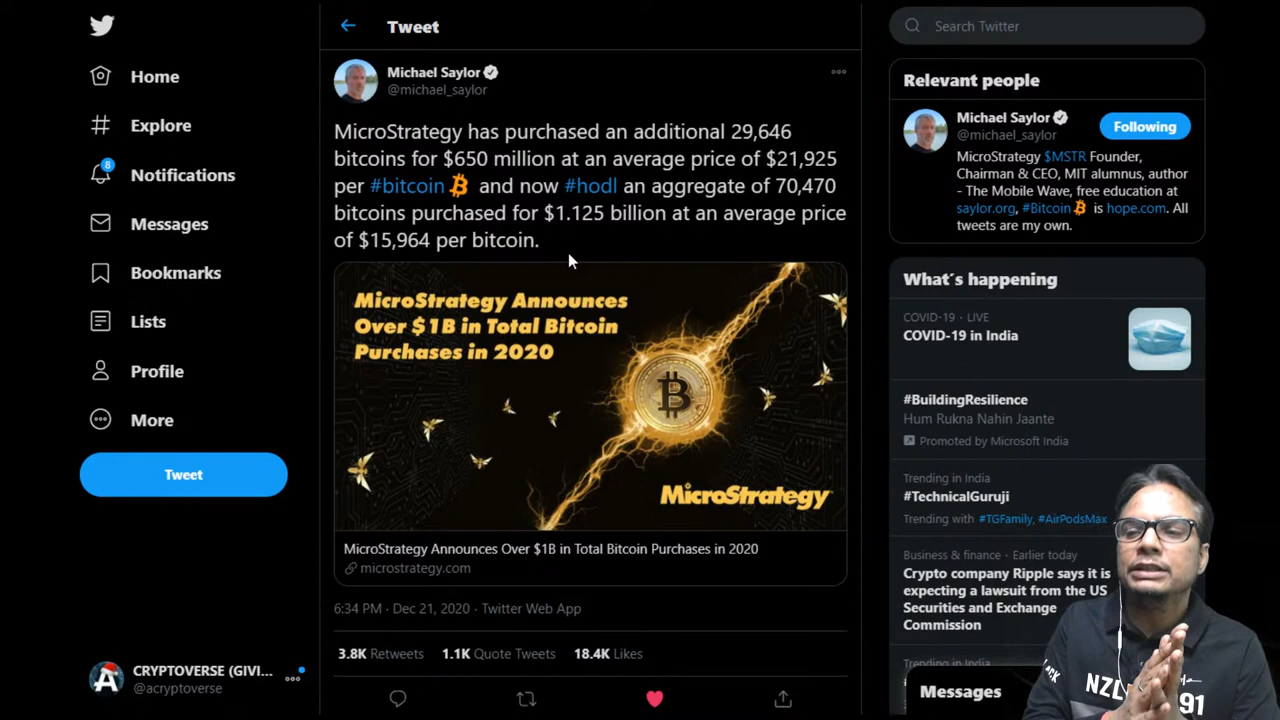 Tweet
Search Twitter
Home
Explore
8
Notifications
Messages
Bookmarks
Lists
Profile
More
Tweet
CRYPTOVERSE (GIVI...
@acryptoverse
Michael Saylor
@michael_saylor
MicroStrategy has purchased an additional 29,646
bitcoins for $650 million at an average price of $21,925
per #bitcoin and now #hodl an aggregate of 70,470
bitcoins purchased for $1.125 billion at an average price
of $15,964 per bitcoin.
MicroStrategy Announces
Over $1B in Total Bitcoin
Purchases in 2020
MicroStrategy
MicroStrategy Announces Over $1B in Total Bitcoin Purchases in 2020
microstrategy.com
6:34 PM · Dec 21, 2020 · Twitter Web App
3.8K Retweets 1.1K Quote Tweets 18.4K Likes
Relevant people
Michael Saylor
@michael_saylor
Following
MicroStrategy $MSTR Founder,
Chairman & CEO, MIT alumnus, author
- The Mobile Wave, free education at
saylor.org, #Bitcoin is hope.com. All
tweets are my own.
What´s happening
COVID-19 · LIVE
COVID-19 in India
#BuildingResilience
Hum Rukna Nahin Jaante
Promoted by Microsoft India
Trending in India
#TechnicalGuruji
Trending with #TGFamily, #AirPodsMax
Business & finance · Earlier today
Crypto company Ripple says it is
expecting a lawsuit from the US
Securities and Exchange
Commission
Messages
NZL
91